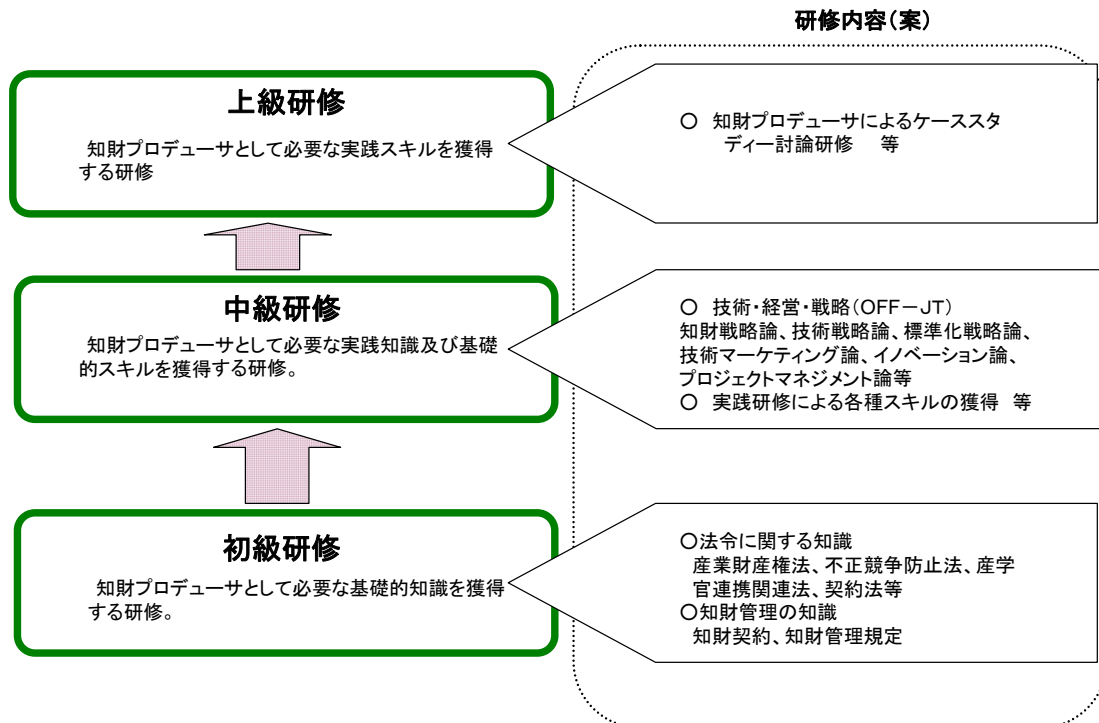 研修内容(案)
上級研修
知財プロデューサとして必要な実践スキルを獲得
する研修
○ 知財プロデューサによるケーススタ
ディー討論研修 等
中級研修
知財プロデューサとして必要な実践知識及び基礎
的スキルを獲得する研修。
○ 技術・経営・戦略(OFF-JT)
知財戦略論、技術戦略論、標準化戦略論、
技術マーケティング論、イノベーション論、
プロジェクトマネジメント論等
○ 実践研修による各種スキルの獲得 等
初級研修
知財プロデューサとして必要な基礎的知識を獲得
する研修。
○法令に関する知識
産業財産権法、不正競争防止法、産学
官連携関連法、契約法等
○知財管理の知識
知財契約、知財管理規定